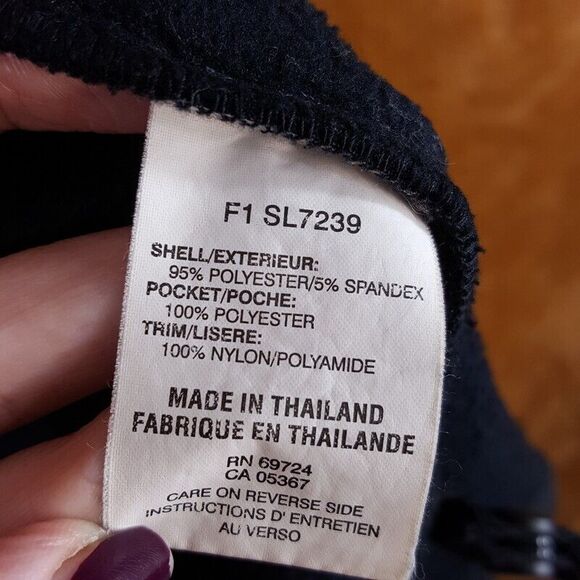 F1 SL7239
SHELL/EXTERIEUR:
95% POLYESTER/5% SPANDEX
POCKET/POCHE:
100% POLYESTER
TRIM/LISERE:
100% NYLON/POLYAMIDE
MADE IN THAILAND
FABRIQUE EN THAILANDE
RN 69724
CA 05367
CARE ON REVERSE SIDE
INSTRUCTIONS D'ENTRETIEN
AU VERSO